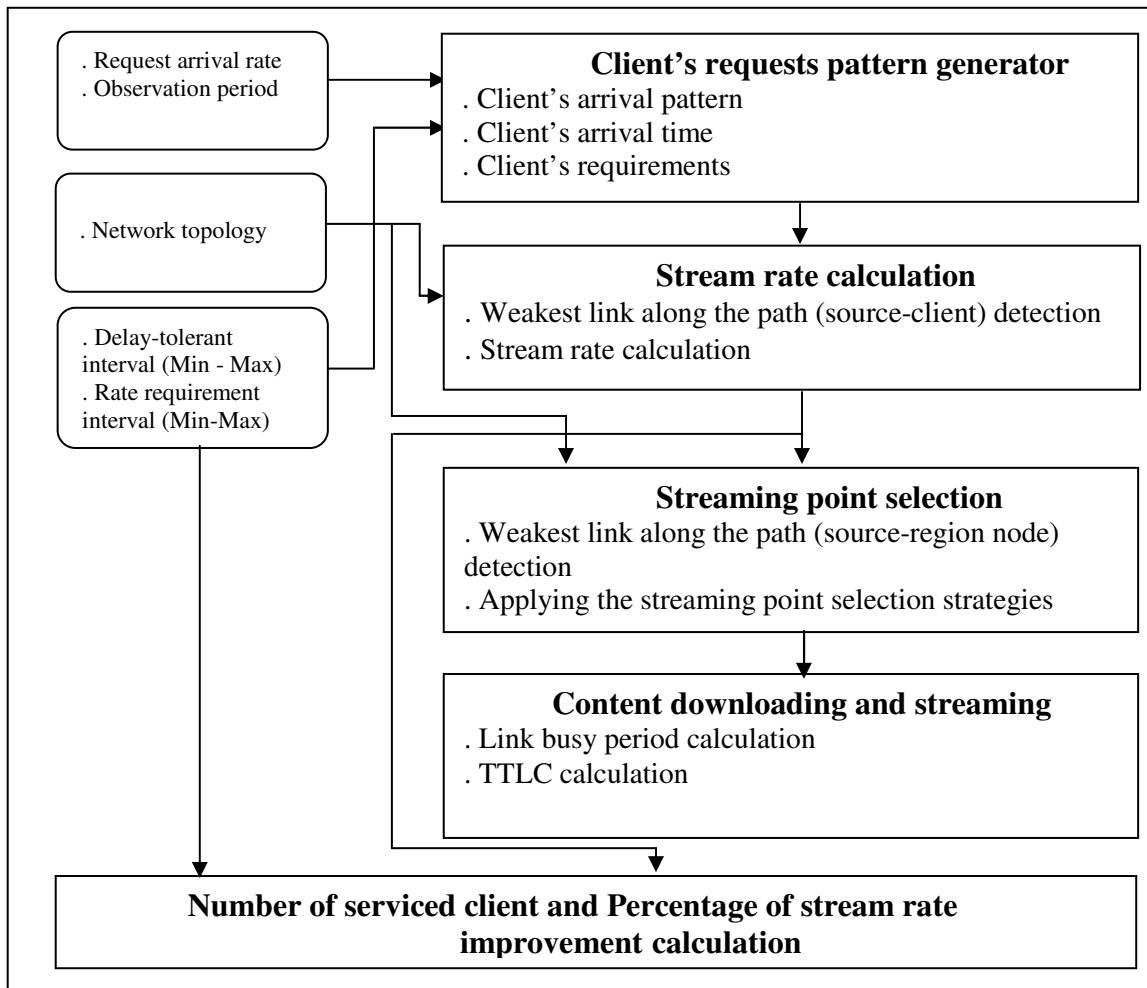 . Request arrival rate
. Observation period
Client’s requests pattern generator
. Client’s arrival pattern
. Client’s arrival time
. Client’s requirements
. Network topology
Stream rate calculation
. Weakest link along the path (source-client) detection
. Stream rate calculation
. Delay-tolerant
interval (Min - Max)
. Rate requirement
interval (Min-Max)
Streaming point selection
. Weakest link along the path (source-region node)
detection
. Applying the streaming point selection strategies
Content downloading and streaming
. Link busy period calculation
. TTLC calculation
Number of serviced client and Percentage of stream rate
improvement calculation